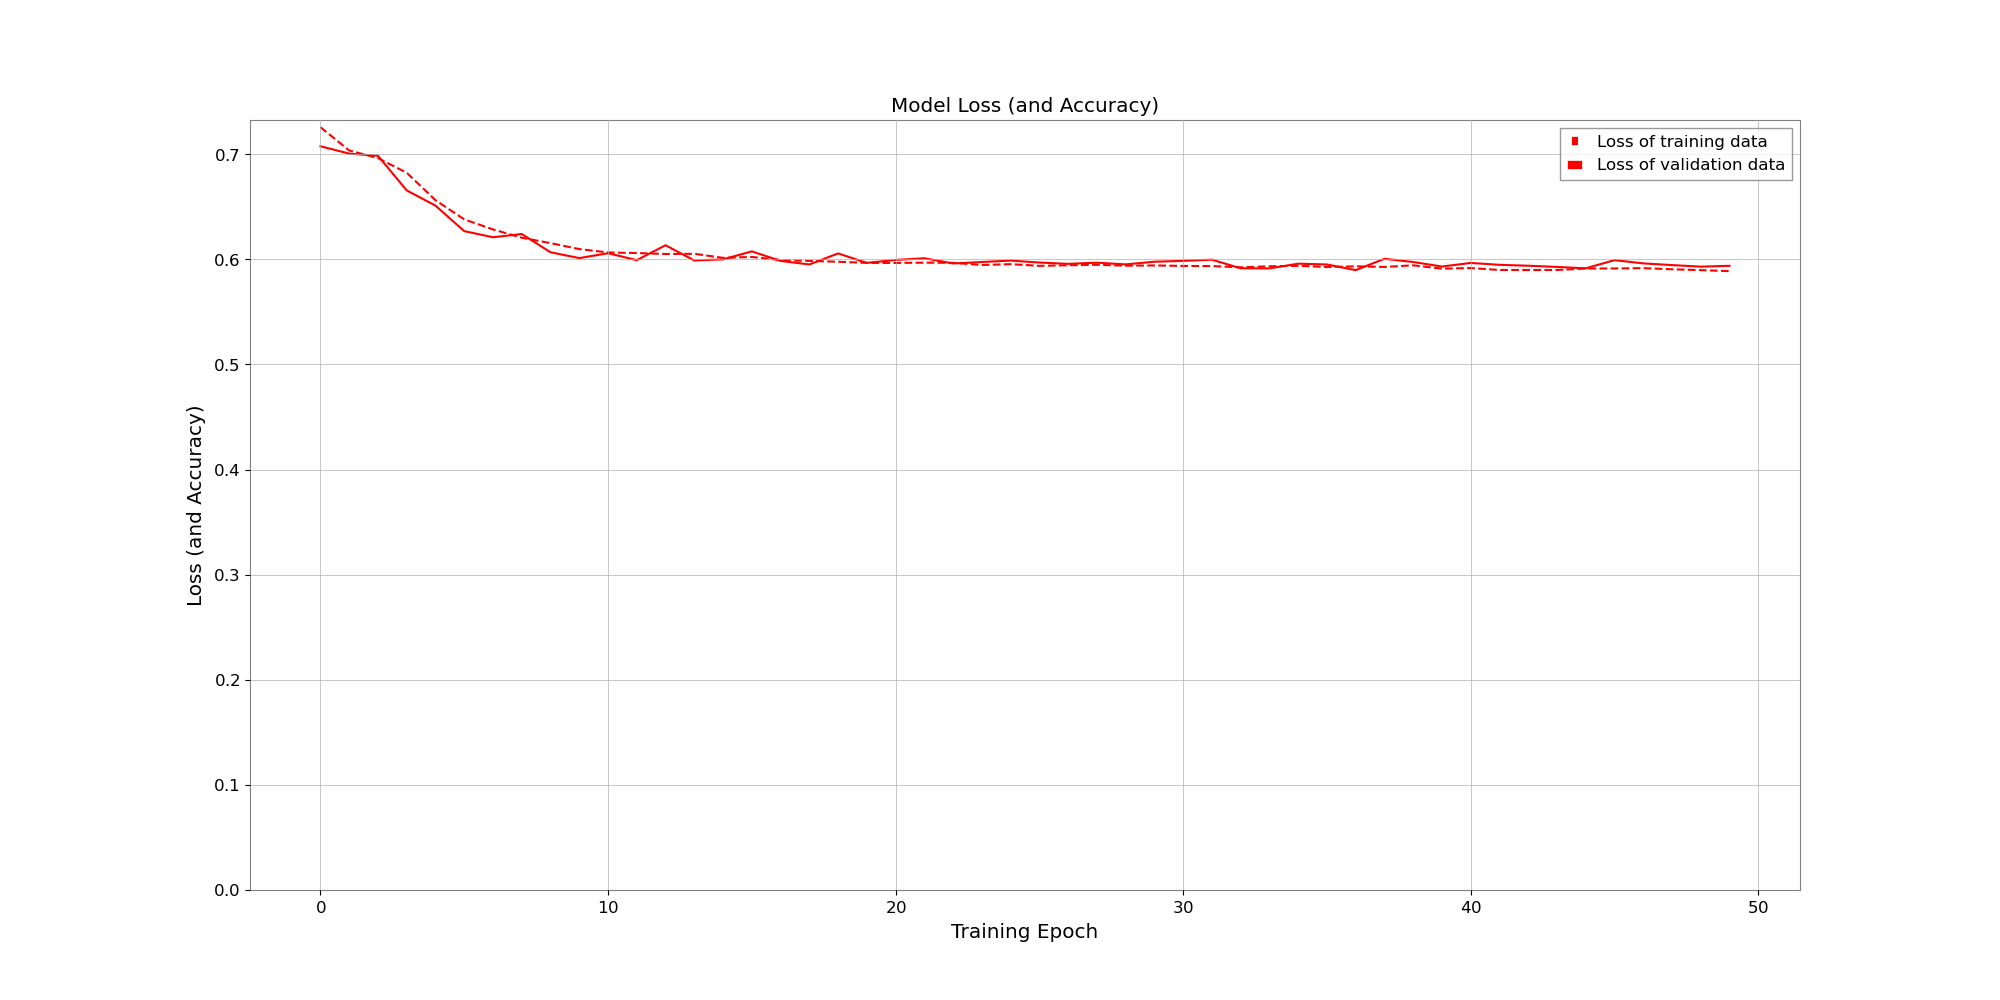 Model Loss (and Accuracy)
Loss of training data
Loss of validation data
Loss (and Accuracy)
0.7
0.6
0.5
0.4
0.3
0.2
0.1
0.0
0 10 20 30 40 50
Training Epoch